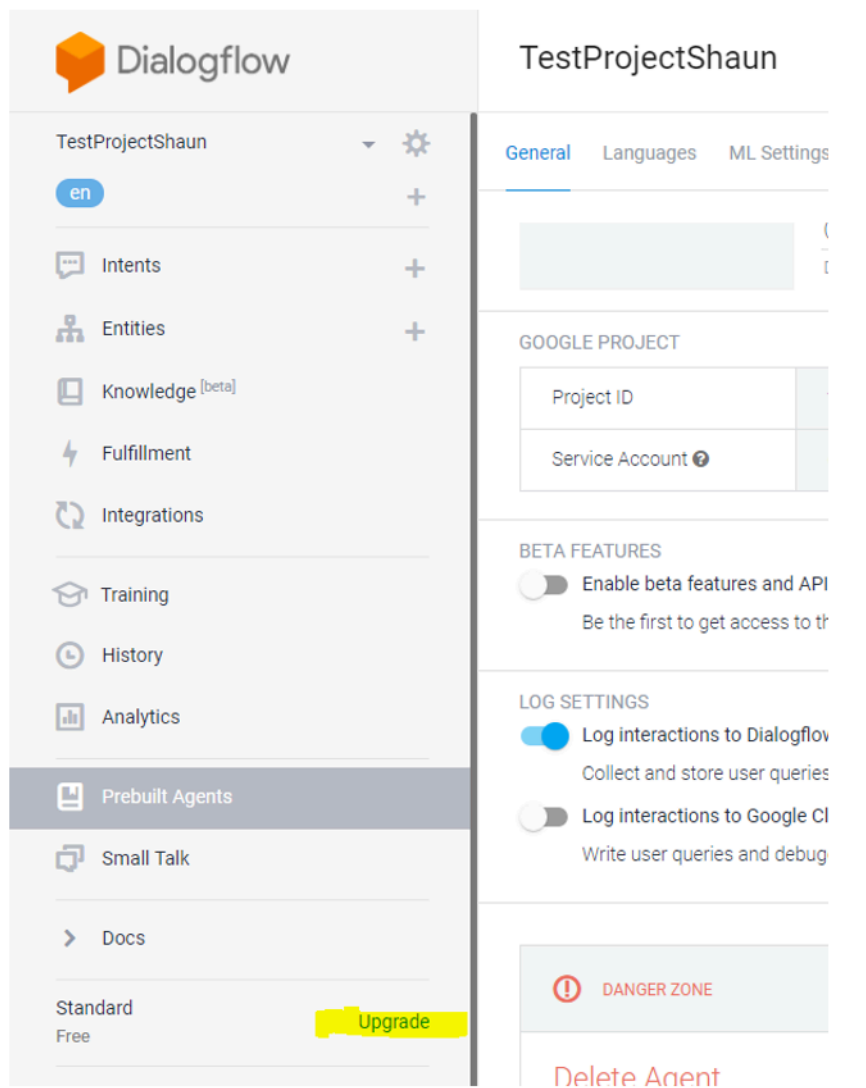 Dialogflow
TestProjectShaun
en
Intents
Entities
Knowledge [beta]
Fulfillment
Integrations
Training
History
Analytics
Prebuilt Agents
Small Talk
Docs
Standard
Free
Upgrade
TestProjectShaun
General Languages ML Settings
GOOGLE PROJECT
Project ID
Service Account
BETA FEATURES
Enable beta features and API
Be the first to get access to
LOG SETTINGS
Log interactions to Dialogflow
Collect and store user queries
Log interactions to Google
Write user queries and debug
DANGER ZONE
Delete Agent